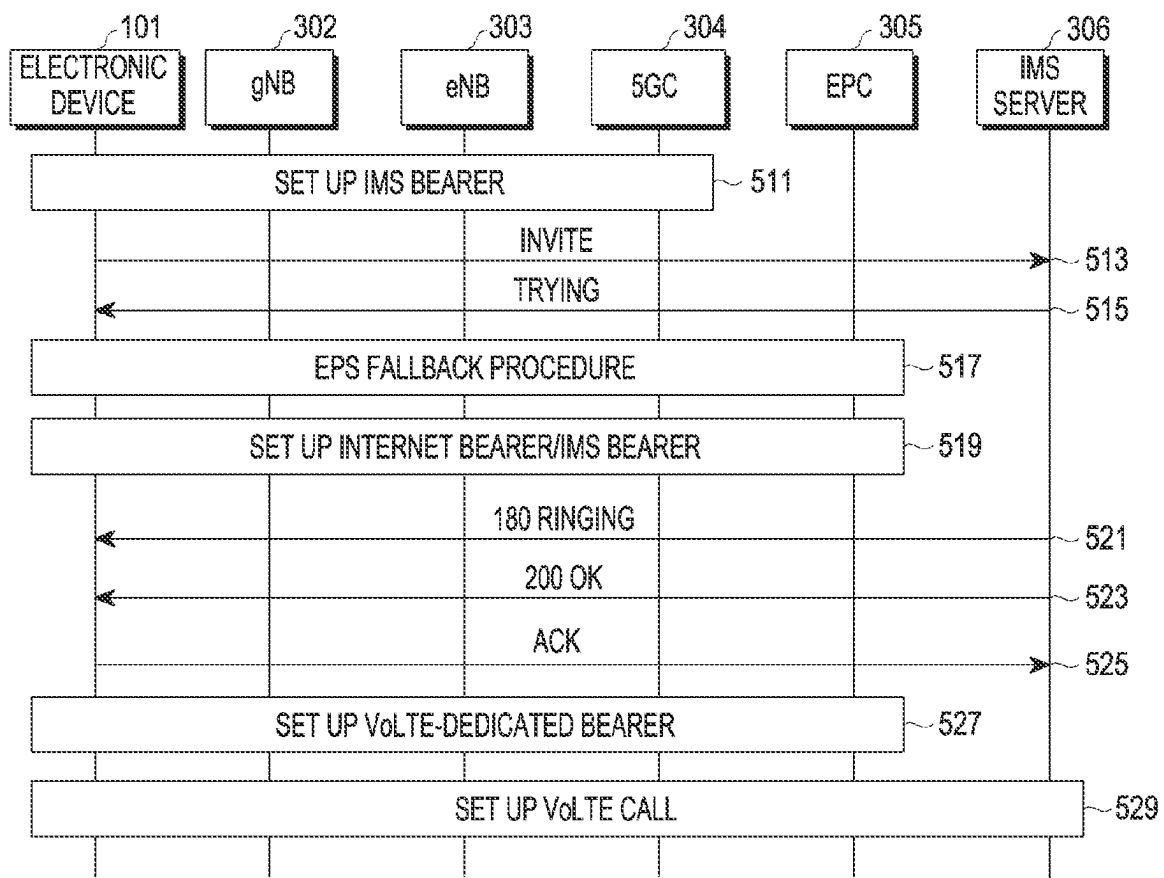 101
302
303
304
305
306
ELECTRONIC
DEVICE
gNB
eNB
5GC
EPC
IMS
SERVER
SET UP IMS BEARER
511
INVITE
513
TRYING
515
EPS FALLBACK PROCEDURE
517
SET UP INTERNET BEARER/IMS BEARER
519
180 RINGING
521
200 OK
523
ACK
525
SET UP VoLTE-DEDICATED BEARER
527
SET UP VoLTE CALL
529